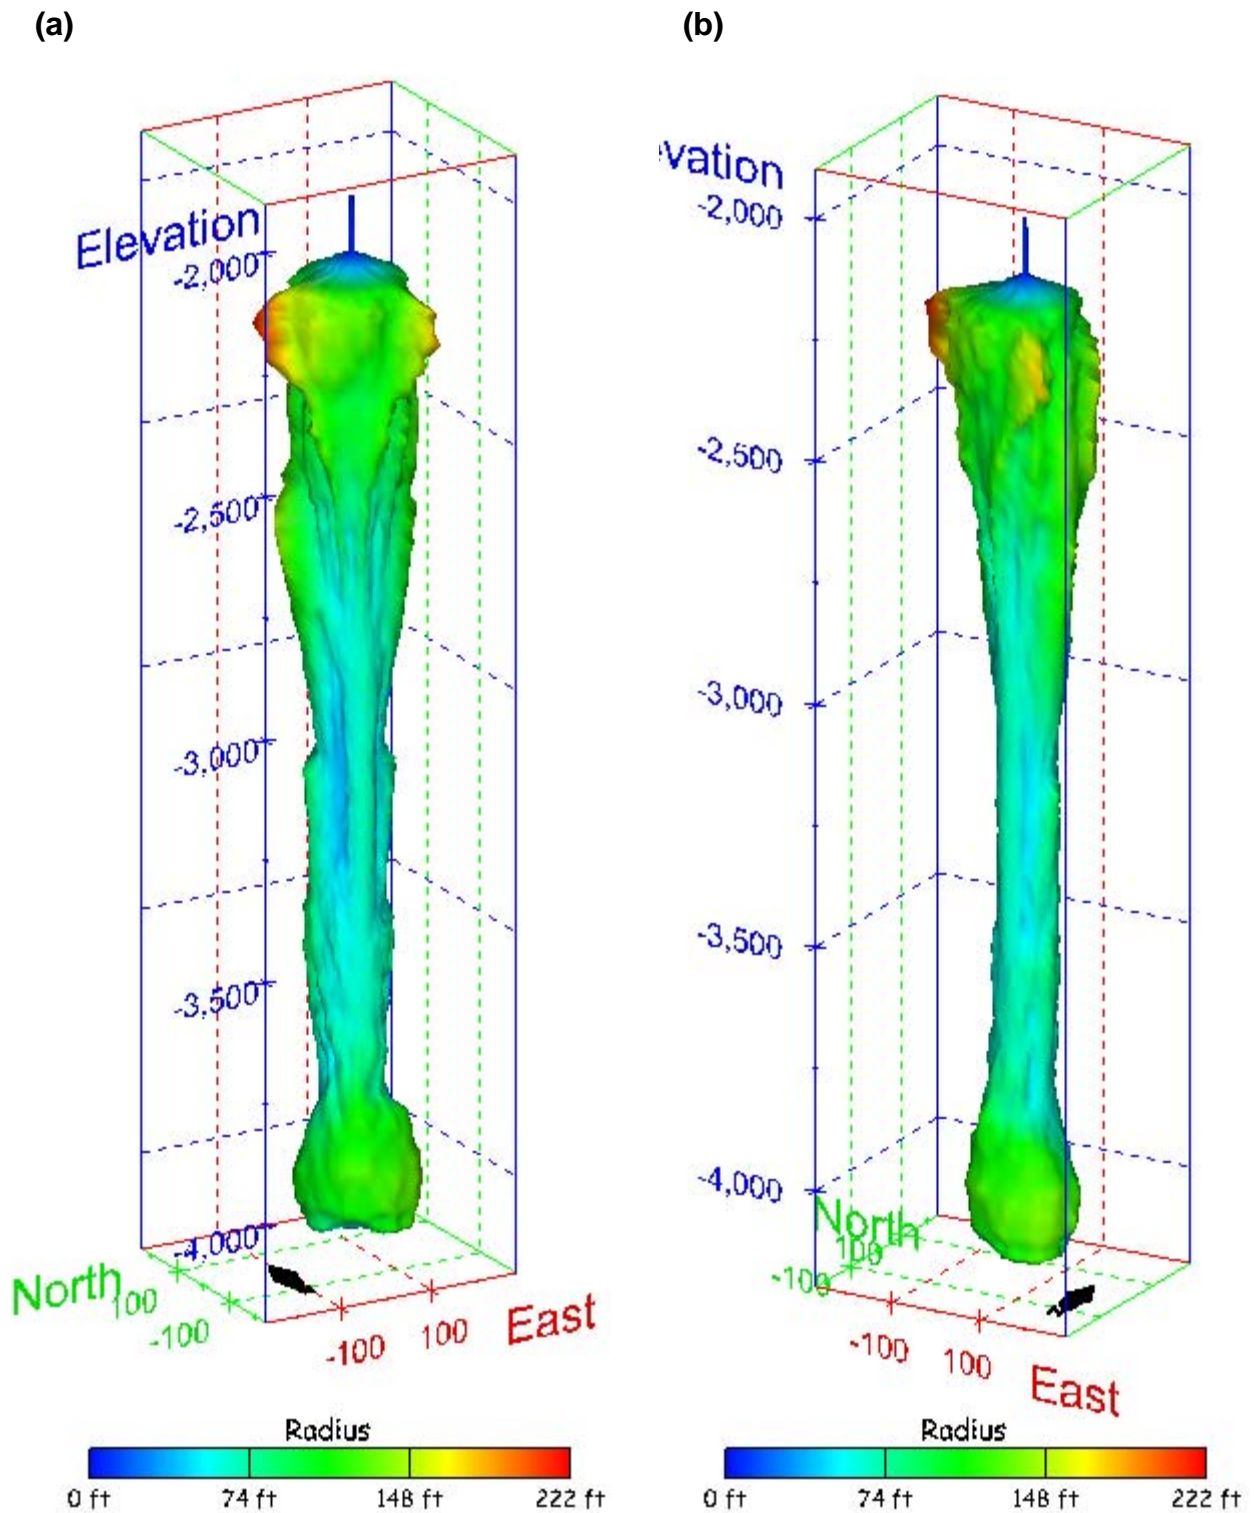 (a)
(b)
Elevation
-2,000
-2,500
-3,000
-3,500
-4,000
North
100
-100
-100
100
East
Radius
0 ft
74 ft
148 ft
222 ft
vation
-2,000
-2,500
-3,000
-3,500
-4,000
North
100
-100
-100
100
East
Radius
0 ft
74 ft
148 ft
222 ft